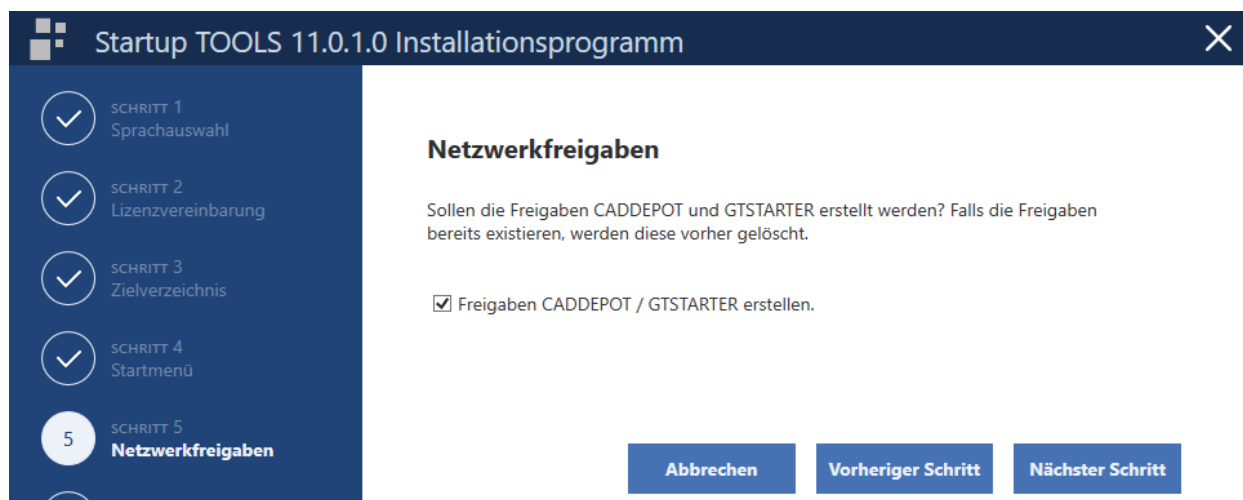 Startup TOOLS 11.0.1.0 Installationsprogramm
SCHRITT 1
Sprachauswahl
SCHRITT 2
Lizenzvereinbarung
SCHRITT 3
Zielverzeichnis
SCHRITT 4
Startmenü
5
SCHRITT 5
Netzwerkfreigaben
Netzwerkfreigaben
Sollen die Freigaben CADDEPOT und GTSTARTER erstellt werden? Falls die Freigaben
bereits existieren, werden diese vorher gelöscht.
Freigaben CADDEPOT / GTSTARTER erstellen.
Abbrechen
Vorheriger Schritt
Nächster Schritt